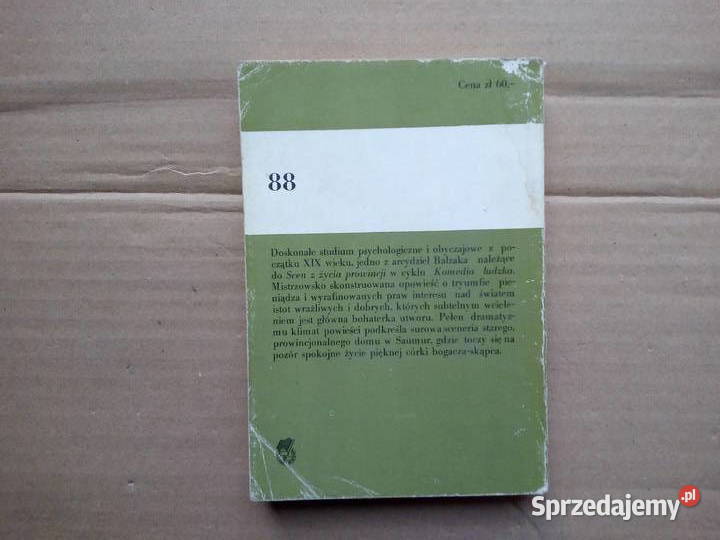 Cena zł 60,-
88
Doskonałe studium psychologiczne i obyczajowe z po-
czątku XIX wieku, jedno z arcydzieł Balzaka należące
do Scen z życia prowincji w cyklu Komedia ludzka.
Mistrzowsko skonstruowana opowieść o tryumfie pie-
niądza i wyrafinowanych praw interesu nad światem
istot wrażliwych i dobrych, których subtelnym wciele-
niem jest główna bohaterka utworu. Pełen dramatyz-
mu klimat powieści podkreśla surowa sceneria starego,
prowincjonalnego domu w Saumur, gdzie toczy się na
pozór spokojne życie pięknej córki bogacza-skąpca.
Sprzedajemy.pl